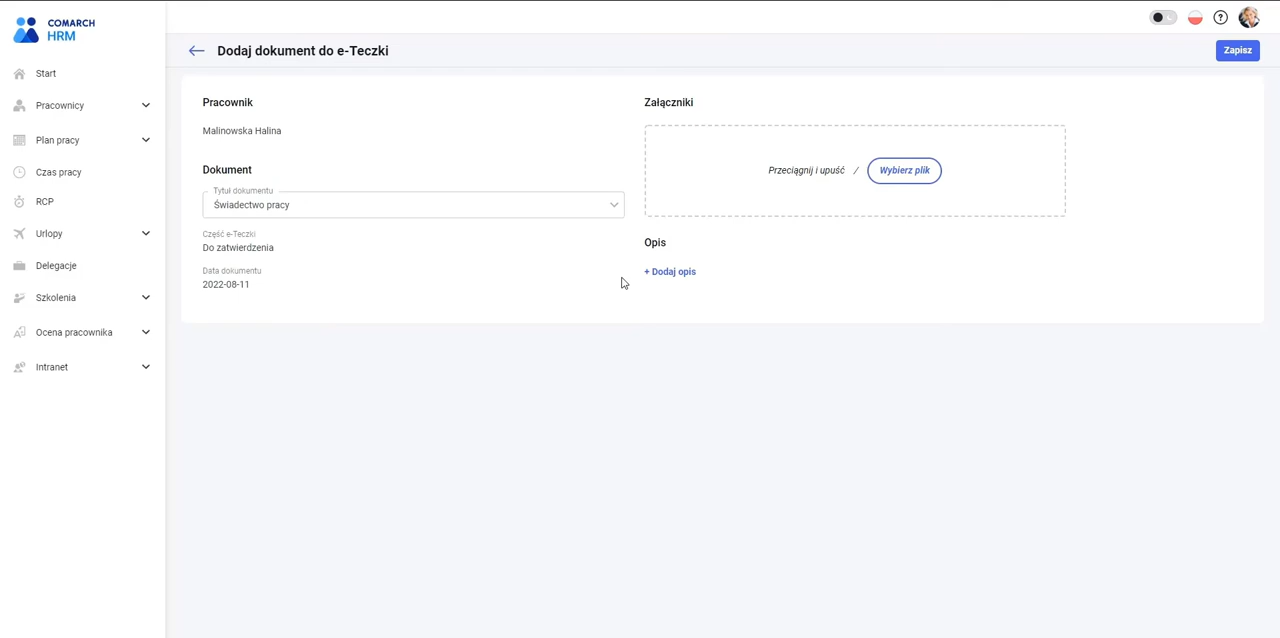 COMARCH
HRM
Start
Pracownicy
Plan pracy
Czas pracy
RCP
Urlopy
Delegacje
Szkolenia
Ocena pracownika
Intranet
Dodaj dokument do e-Teczki
Zapisz
Pracownik
Malinowska Halina
Dokument
Tytuł dokumentu
Świadectwo pracy
Część e-Teczki
Do zatwierdzenia
Data dokumentu
2022-08-11
Załączniki
Przeciągnij i upuść / Wybierz plik
Opis
+ Dodaj opis